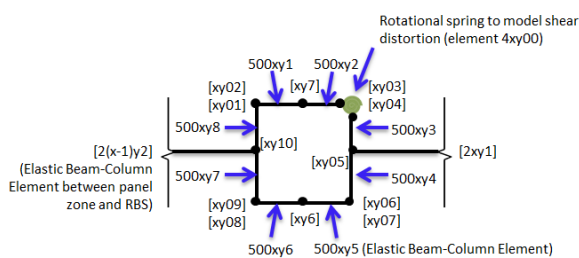 Rotational spring to model shear
distortion (element 4xy00)
500xy1
500xy2
[xy02]
[xy7]
[xy03]
[xy01]
[xy04]
500xy8
500xy3
[2(x-1)y2]
[xy10]
[xy05]
[2xy1]
(Elastic Beam-Column
Element between panel
zone and RBS)
500xy7
500xy4
[xy09]
[xy6]
[xy06]
[xy08]
[xy07]
500xy6
500xy5 (Elastic Beam-Column Element)